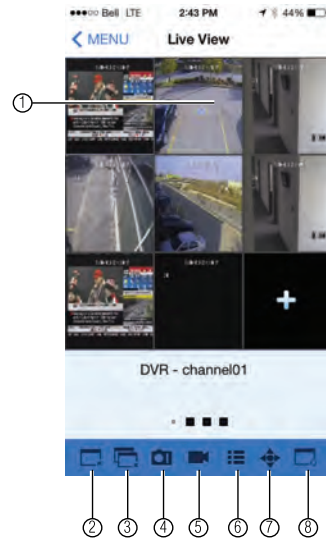 Bell LTE 2:43 PM 44%
MENU Live View
①
DVR - channel01
② ③ ④ ⑤ ⑥ ⑦ ⑧